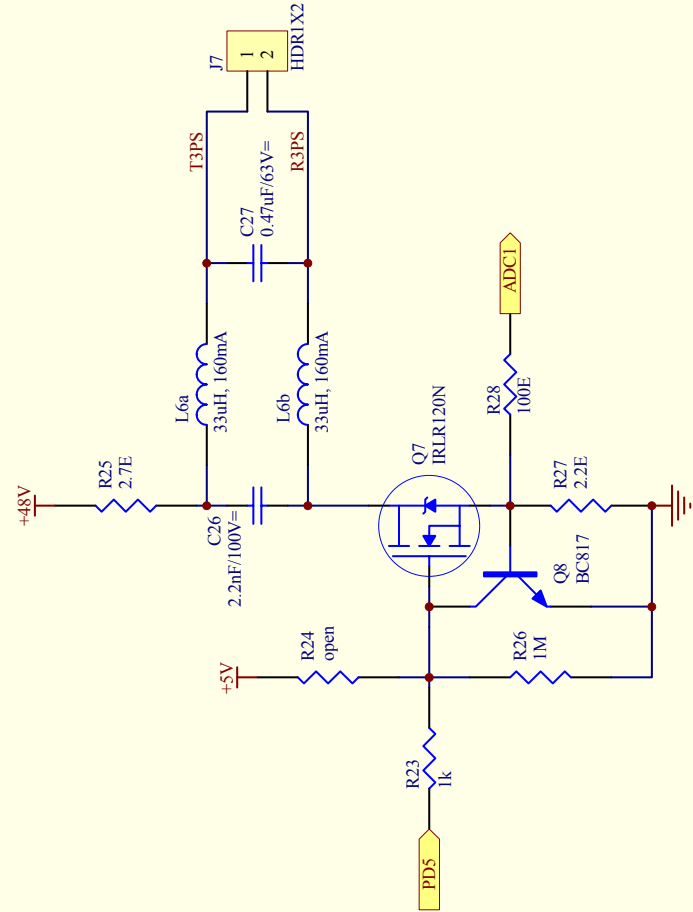 J7
1
2
HDR1X2
T3PS
R3PS
C27
0.47uF/63V=
L6a
33uH, 160mA
L6b
33uH, 160mA
ADC1
R28
100E
+48V
R25
2.7E
C26
2.2nF/100V=
Q7
IRLR120N
R27
2.2E
Q8
BC817
+5V
R24
open
R26
1M
R23
1k
PD5